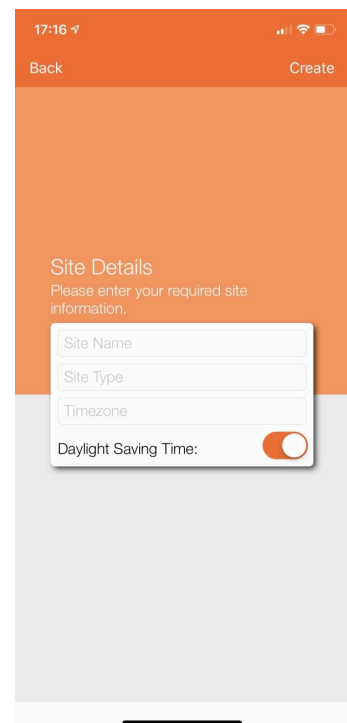 17:16
Back
Create
Site Details
Please enter your required site
information.
Site Name
Site Type
Timezone
Daylight Saving Time: